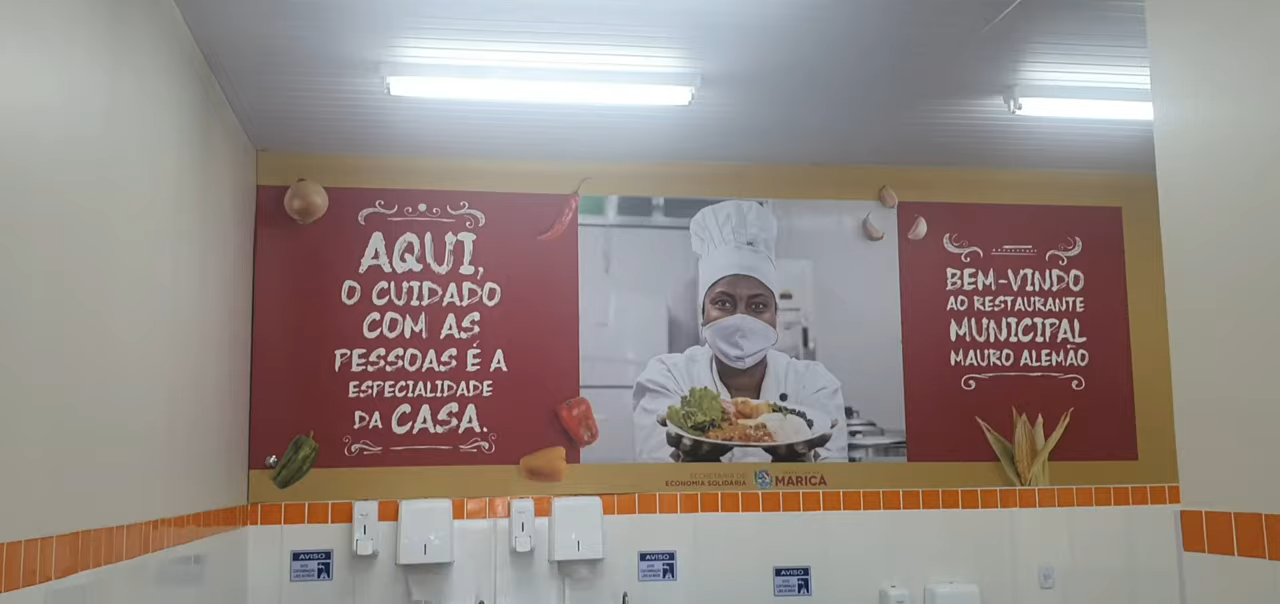 AQUI,
O CUIDADO
COM AS
PESSOAS É A
ESPECIALIDADE
DA CASA.
BEM-VINDO
AO RESTAURANTE
MUNICIPAL
MAURO ALEMÃO
SECRETARIA DE
ECONOMIA SOLIDÁRIA
MARICÁ
AVISO
AVISO
AVISO